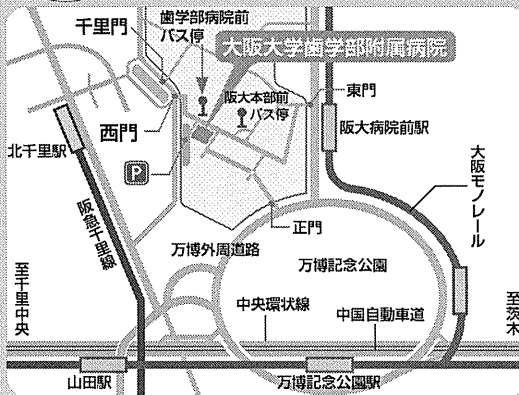 歯学部病院前
バス停
千里門
大阪大学歯学部附属病院
阪大本部前
バス停
東門
西門
阪大病院前駅
北千里駅
P
大阪モノレール
阪急千里線
正門
万博外周道路
万博記念公園
至千里中央
中央環状線
中国自動車道
至茨木
山田駅
万博記念公園駅